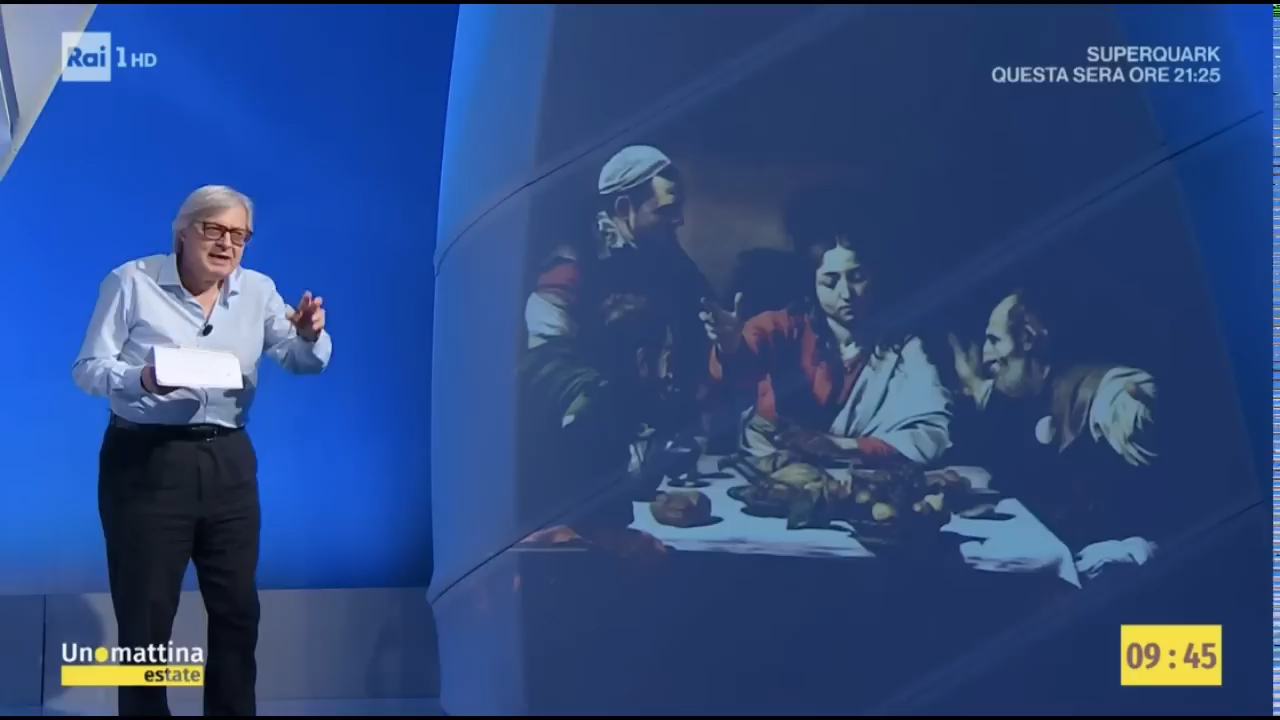 Rai 1 HD
SUPERQUARK
QUESTA SERA ORE 21:25
Unomattina
estate
09:45